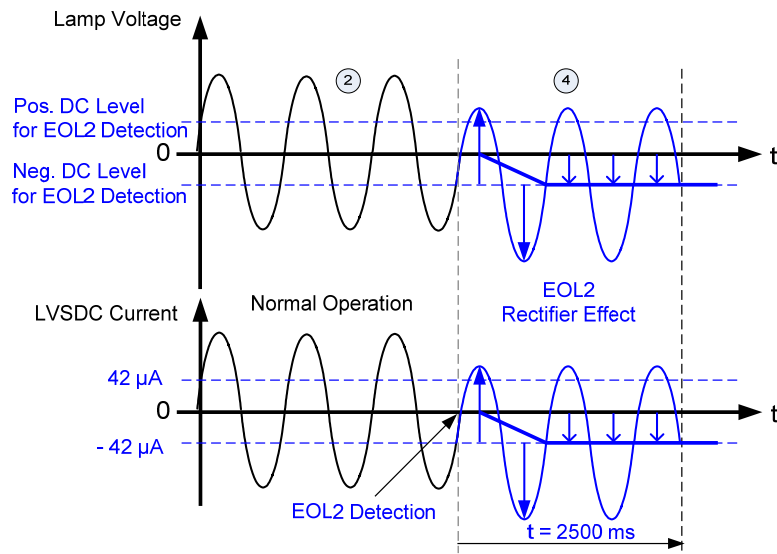 Lamp Voltage
2
4
Pos. DC Level
for EOL2 Detection
0
t
Neg. DC Level
for EOL2 Detection
Normal Operation
EOL2
Rectifier Effect
LVSDC Current
42 µA
0
t
- 42 µA
EOL2 Detection
t = 2500 ms